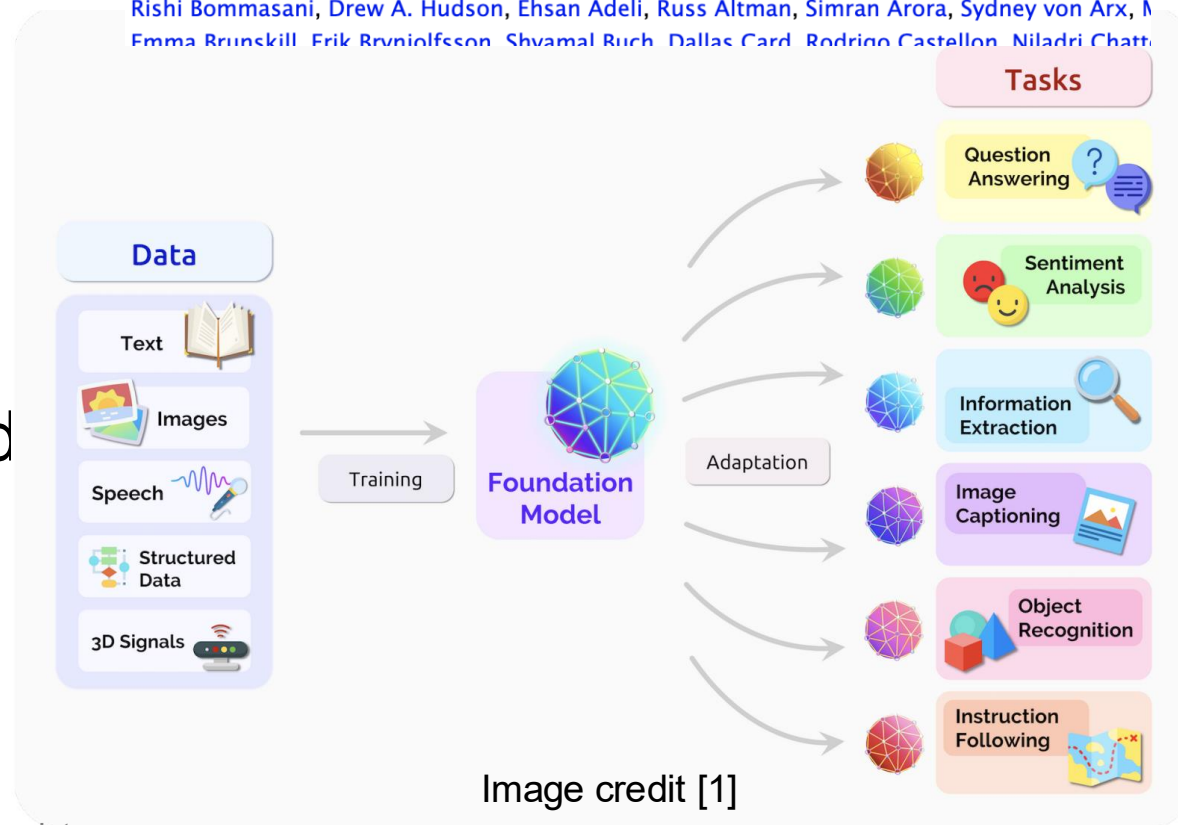 Rishi Bommasani, Drew A. Hudson, Ehsan Adeli, Russ Altman, Simran Arora, Sydney von Arx,
Emma Brunskill, Erik Brynjolfsson, Shyamal Buch, Dallas Card, Rodrigo Castellon, Niladri
Tasks
Question
Answering
Sentiment
Analysis
Data
Text
Images
Information
Extraction
Speech
Training
Foundation
Model
Adaptation
Image
Captioning
Structured
Data
3D Signals
Object
Recognition
Instruction
Following
Image credit [1]